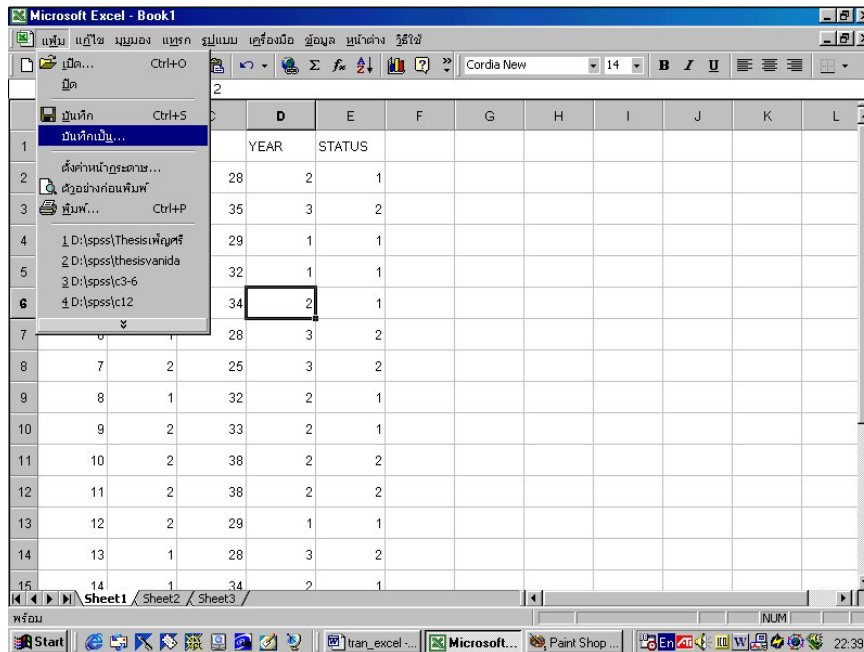 Microsoft Excel - Book1
แฟ้ม แก้ไข มุมมอง แทรก รูปแบบ เครื่องมือ ข้อมูล หน้าต่าง วิธีใช้
Cordia New 14 B I U
เปิด... Ctrl+O
ปิด
บันทึก Ctrl+S
บันทึกเป็น...
ตั้งค่าหน้ากระดาษ...
ตัวอย่างก่อนพิมพ์
พิมพ์... Ctrl+P
1 D:\spss\Thesisเพ็ญศรี
2 D:\spss\thesisvanida
3 D:\spss\c3-6
4 D:\spss\c12
2
D E F G H I J K L
1 YEAR STATUS
2 28 2 1
3 35 3 2
4 29 1 1
5 32 1 1
6 34 2 1
7 28 3 2
8 7 2 25 3 2
9 8 1 32 2 1
10 9 2 33 2 1
11 10 2 38 2 2
12 11 2 38 2 2
13 12 2 29 1 1
14 13 1 28 3 2
15 14 1 34 2 1
Sheet1 Sheet2 Sheet3
พร้อม NUM
Start tran_excel -... Microsoft... Paint Shop ... En 22:39